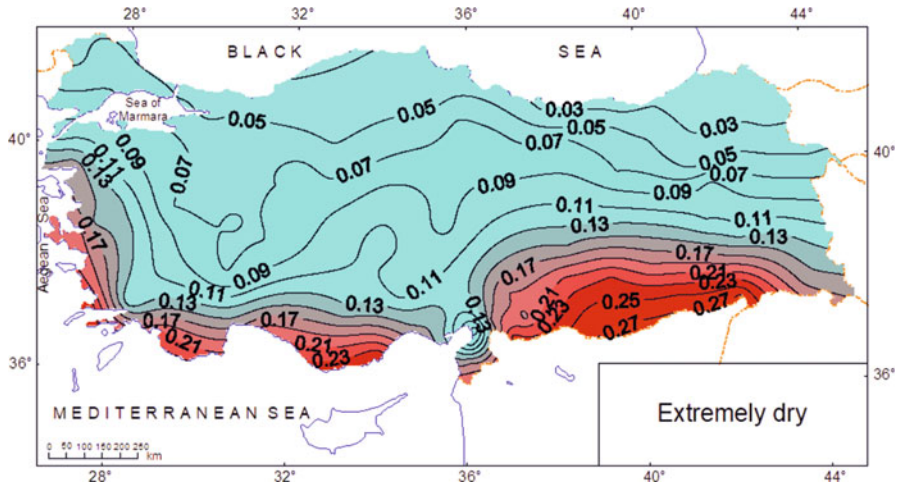 28° 32° 36° 40° 44°
BLACK SEA
Sea of
Marmara
0.05 0.05 0.03 0.03
40° 40°
0.09 0.07 0.05 0.05
0.11 0.07 0.07 0.07
0.13 0.07
0.09 0.09
Aegean Sea
0.17 0.11 0.11
0.13 0.13
0.09 0.11 0.17 0.21
0.11 0.23
0.13 0.13 0.13 0.21 0.25
0.17 0.17 0.23 0.27
0.21 0.23 0.27
36° 36°
MEDITERRANEAN SEA
Extremely dry
0 50 100 150 200 250
km
28° 32° 36° 40° 44°